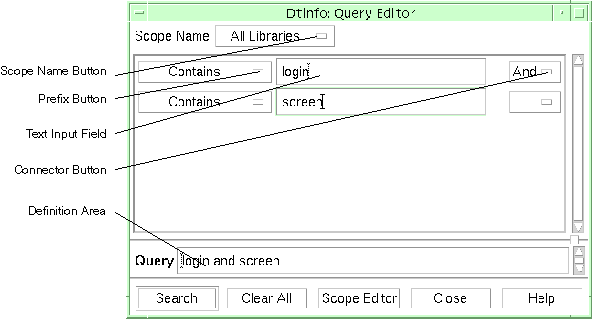 DtInfo: Query Editor
Scope Name All Libraries
Scope Name Button
Contains login And
Prefix Button
Contains screen
Text Input Field
Connector Button
Definition Area
Query login and screen
Search Clear All Scope Editor Close Help